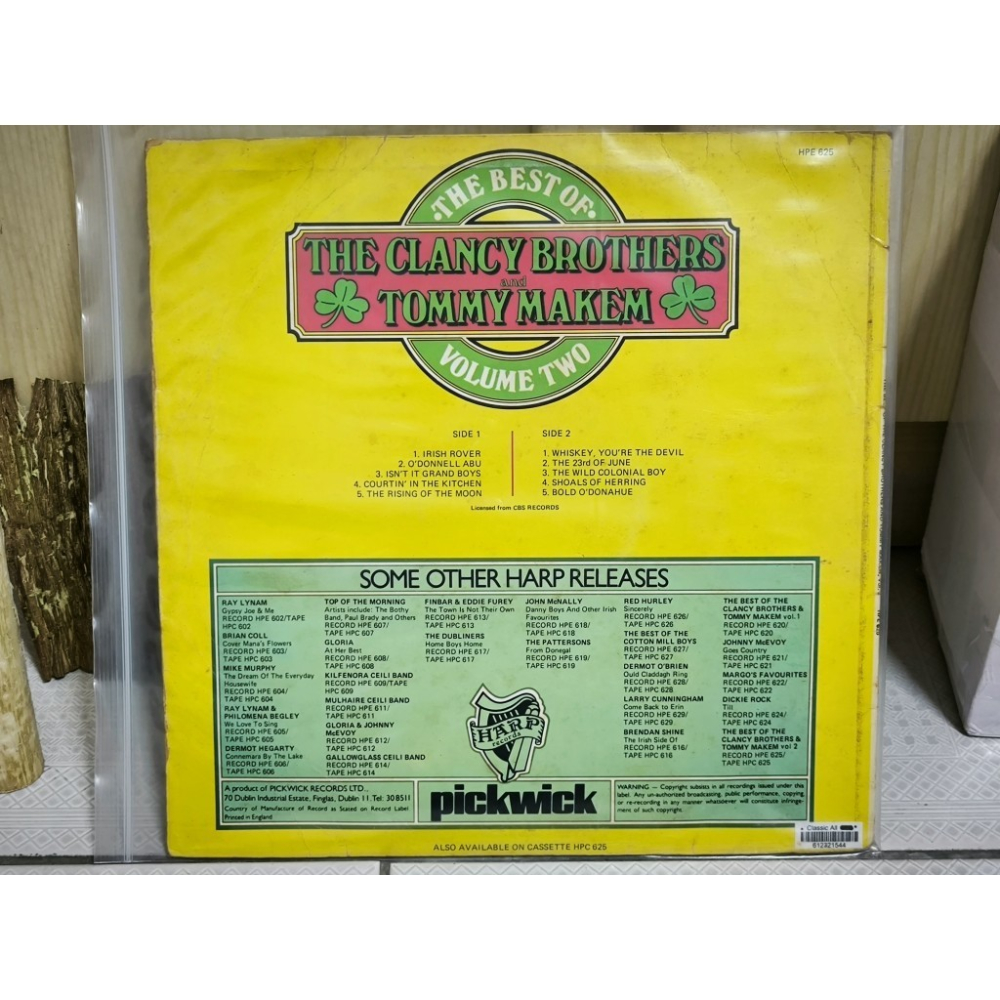 HPE 625
THE BEST OF
THE CLANCY BROTHERS
and
TOMMY MAKEM
VOLUME TWO
SIDE 1
1. IRISH ROVER
2. O'DONNELL ABU
3. ISN'T IT GRAND BOYS
4. COURTIN' IN THE KITCHEN
5. THE RISING OF THE MOON
SIDE 2
1. WHISKEY, YOU'RE THE DEVIL
2. THE 23rd OF JUNE
3. THE WILD COLONIAL BOY
4. SHOALS OF HERRING
5. BOLD O'DONAHUE
Licensed from CBS RECORDS
SOME OTHER HARP RELEASES
RAY LYNAM
Gypsy Joe & Me
RECORD HPE 602/TAPE
HPC 602
BRIAN COLL
Cover Mana's Flowers
RECORD HPE 603/
TAPE HPC 603
MIKE MURPHY
The Dream Of The Everyday
Housewife
RECORD HPE 604/
TAPE HPC 604
RAY LYNAM &
PHILOMENA BEGLEY
We Love To Sing
RECORD HPE 605/
TAPE HPC 605
DERMOT HEGARTY
Connemara By The Lake
RECORD HPE 606/
TAPE HPC 606
TOP OF THE MORNING
Artists include: The Bothy
Band, Paul Brady and Others
RECORD HPE 607/
TAPE HPC 607
GLORIA
At Her Best
RECORD HPE 608/
TAPE HPC 608
KILFENORA CEILI BAND
RECORD HPE 609/TAPE
HPC 609
MULHAIRE CEILI BAND
RECORD HPE 611/
TAPE HPC 611
GLORIA & JOHNNY
McEVOY
RECORD HPE 612/
TAPE HPC 612
GALLOWGLASS CEILI BAND
RECORD HPE 614/
TAPE HPC 614
FINBAR & EDDIE FUREY
The Town Is Not Their Own
RECORD HPE 613/
TAPE HPC 613
THE DUBLINERS
Home Boys Home
RECORD HPE 617/
TAPE HPC 617
JOHN McNALLY
Danny Boys And Other Irish
Favourites
RECORD HPE 618/
TAPE HPC 618
THE PATTERSONS
From Donegal
RECORD HPE 619/
TAPE HPC 619
RED HURLEY
Sincerely
RECORD HPE 626/
TAPE HPC 626
THE BEST OF THE
COTTON MILL BOYS
RECORD HPE 627/
TAPE HPC 627
DERMOT O'BRIEN
Ould Claddagh Ring
RECORD HPE 628/
TAPE HPC 628
LARRY CUNNINGHAM
Come Back to Erin
RECORD HPE 629/
TAPE HPC 629
BRENDAN SHINE
The Irish Side Of
RECORD HPE 616/
TAPE HPC 616
THE BEST OF THE
CLANCY BROTHERS &
TOMMY MAKEM vol.1
RECORD HPE 620/
TAPE HPC 620
JOHNNY McEVOY
Goes Country
RECORD HPE 621/
TAPE HPC 621
MARGO'S FAVOURITES
RECORD HPE 622/
TAPE HPC 622
DICKIE ROCK
Till
RECORD HPE 624/
TAPE HPC 624
THE BEST OF THE
CLANCY BROTHERS &
TOMMY MAKEM vol 2
RECORD HPE 625/
TAPE HPC 625
HARP
records
A product of PICKWICK RECORDS LTD.,
70 Dublin Industrial Estate, Finglas, Dublin 11. Tel: 308511
Country of Manufacture of Record as Stated on Record Label
Printed in England
pickwick
WARNING — Copyright subsists in all recordings issued under this
label. Any un-authorized broadcasting, public performance, copying
or re-recording in any manner whatsoever will constitute infringe-
ment of such copyright.
Classic All
612921544
ALSO AVAILABLE ON CASSETTE HPC 625